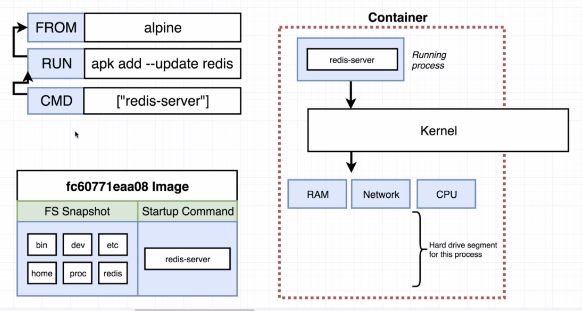 FROM alpine
RUN apk add --update redis
CMD ["redis-server"]
fc60771eaa08 Image
FS Snapshot Startup Command
bin dev etc
home proc redis
redis-server
Container
redis-server
Running
process
Kernel
RAM Network CPU
Hard drive segment
for this process